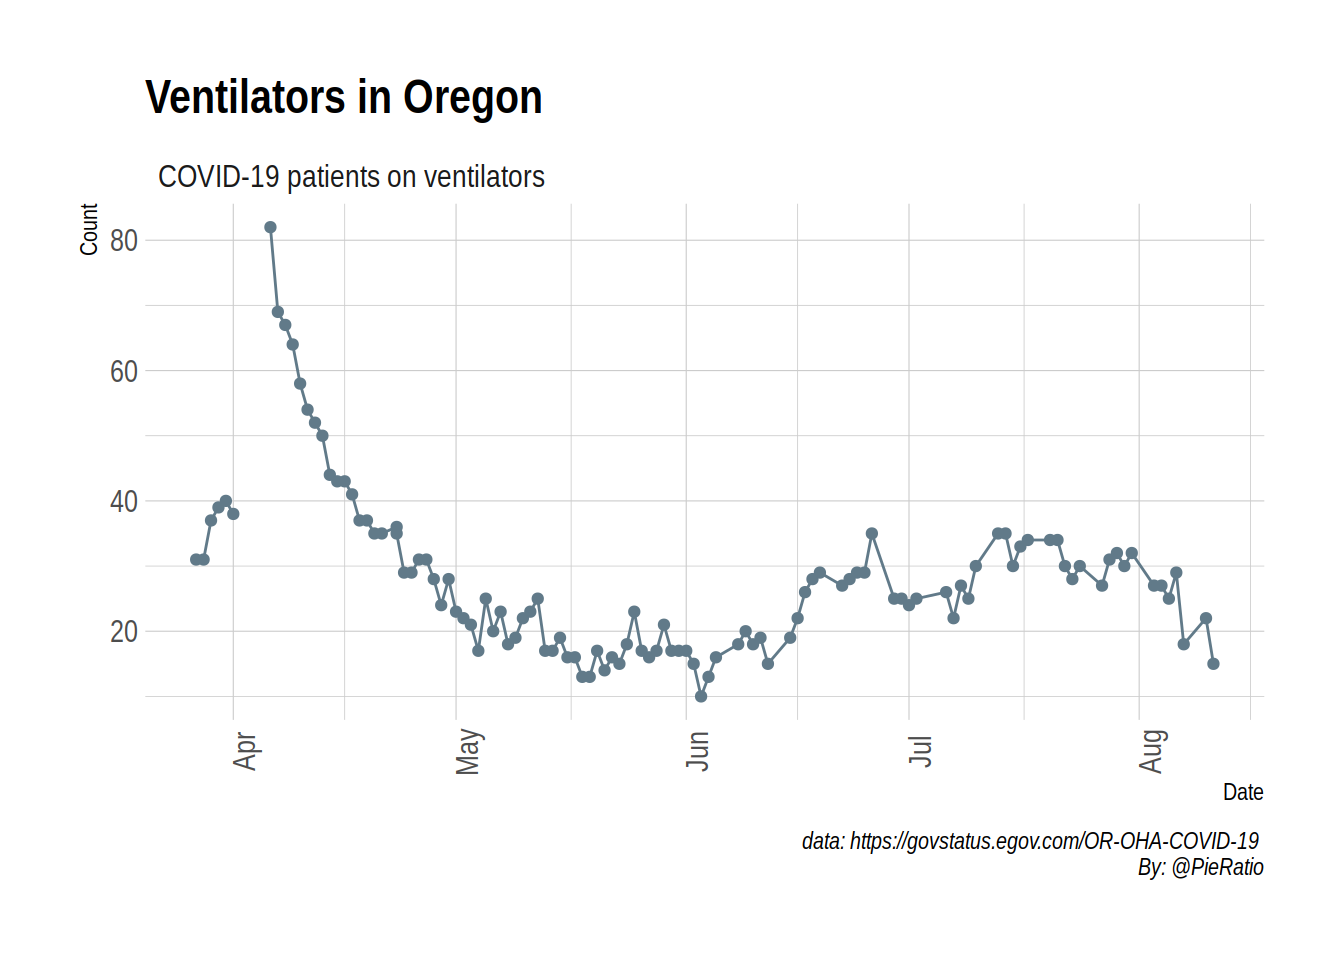 Ventilators in Oregon
COVID-19 patients on ventilators
Count
80
60
40
20
Apr
May
Jun
Jul
Aug
Date
data: https://govstatus.egov.com/OR-OHA-COVID-19
By: @PieRatio